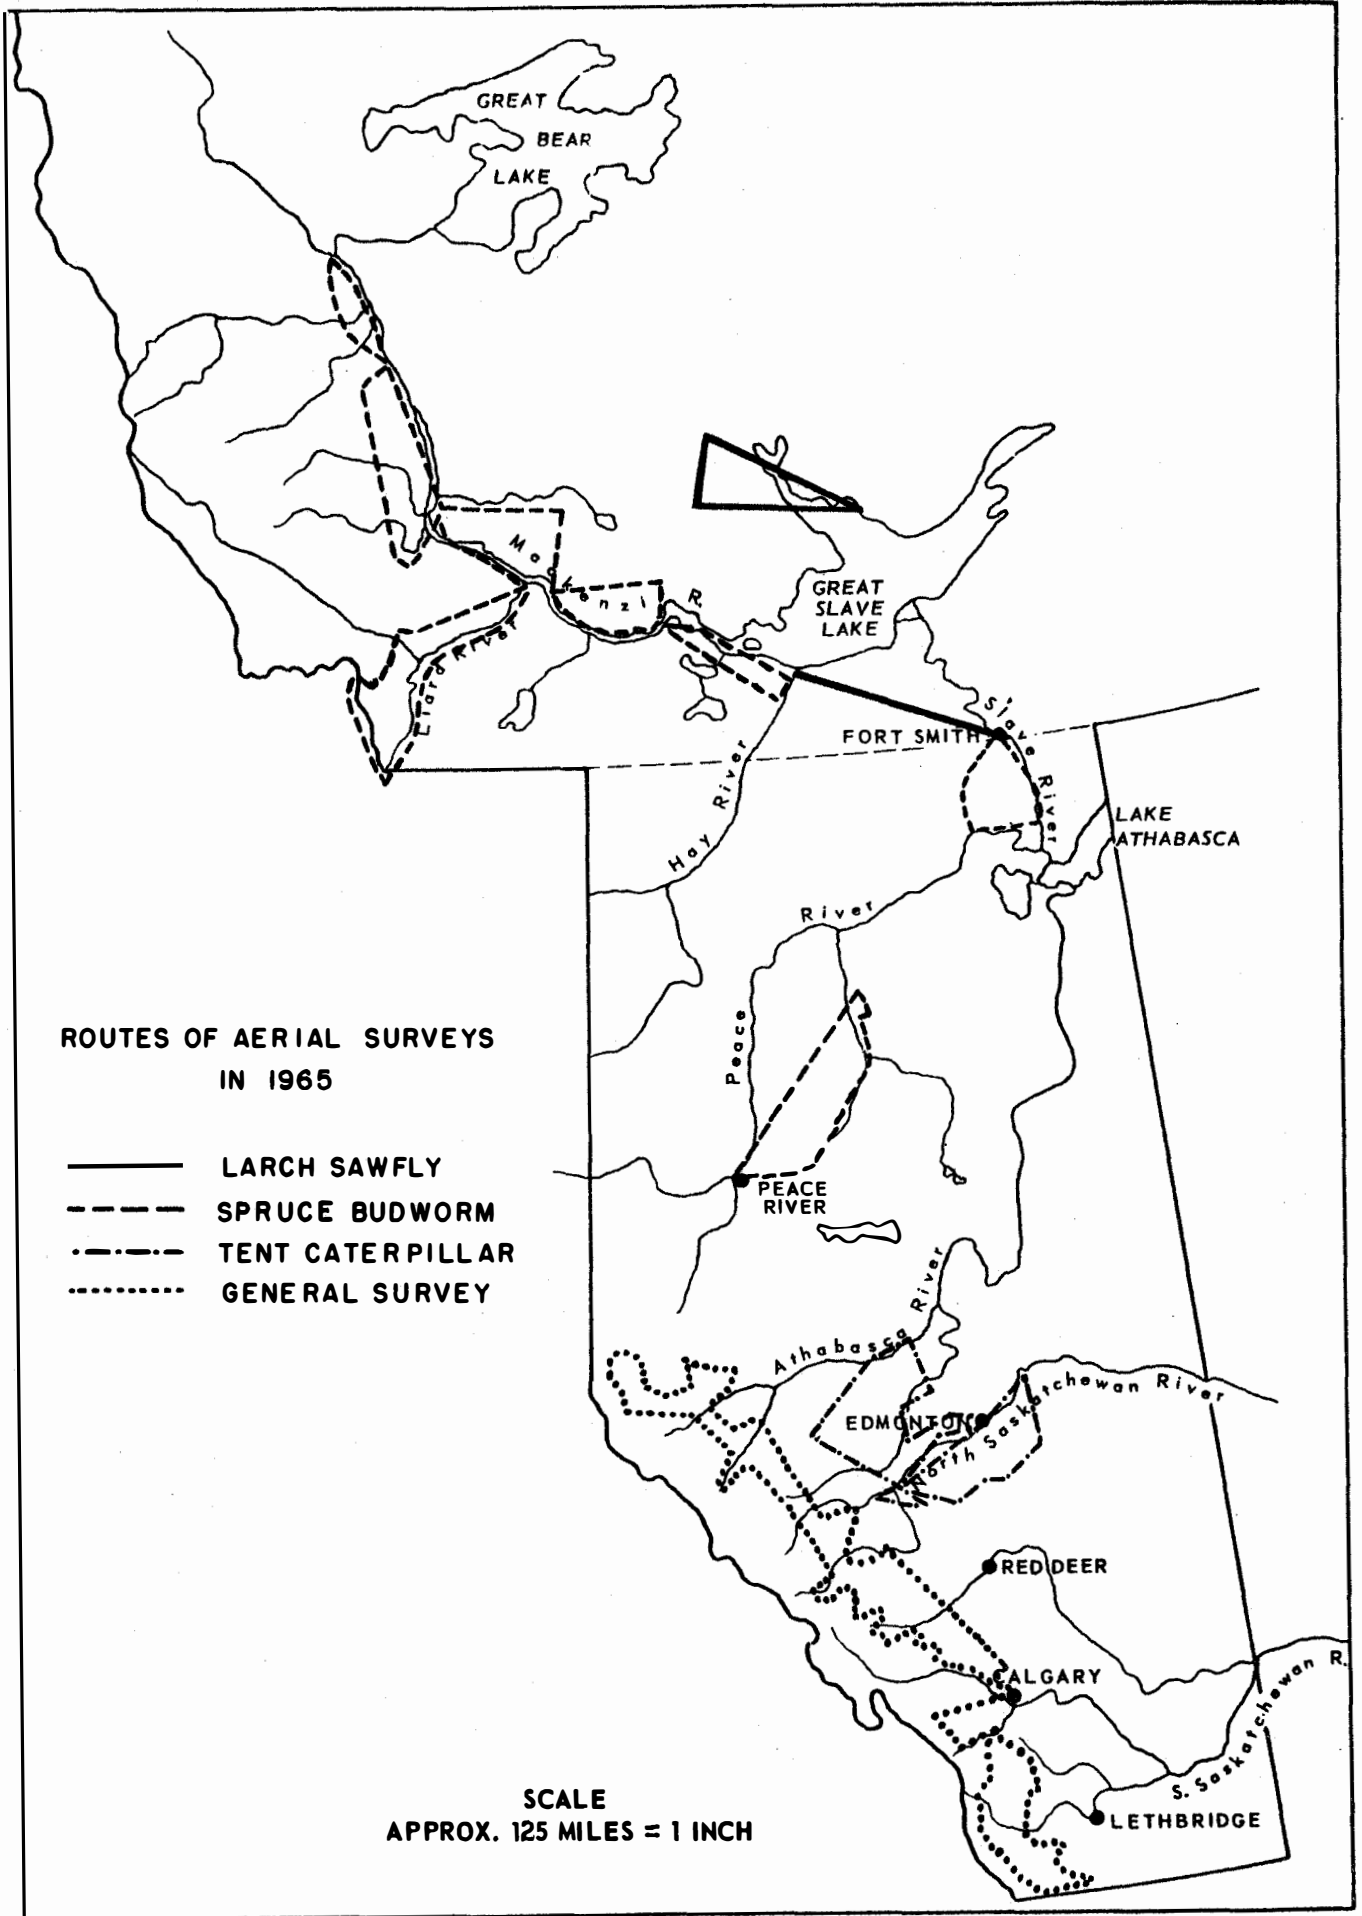 GREAT
BEAR
LAKE
Mackenzi R.
GREAT
SLAVE
LAKE
Liard River
Slave River
FORT SMITH
Hay River
LAKE
ATHABASCA
Peace River
ROUTES OF AERIAL SURVEYS
IN 1965
LARCH SAWFLY
SPRUCE BUDWORM
TENT CATERPILLAR
GENERAL SURVEY
PEACE
RIVER
Athabasca River
EDMONTON
North Saskatchewan River
RED DEER
CALGARY
S. Saskatchewan R.
LETHBRIDGE
SCALE
APPROX. 125 MILES = 1 INCH